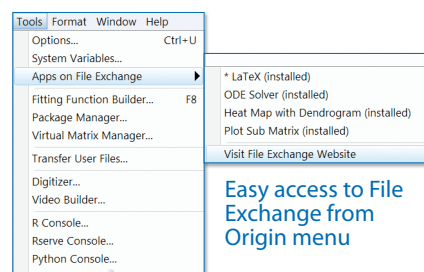 Tools Format Window Help
Options... Ctrl+U
System Variables...
Apps on File Exchange
* LaTeX (installed)
ODE Solver (installed)
Heat Map with Dendrogram (installed)
Plot Sub Matrix (installed)
Visit File Exchange Website
Fitting Function Builder... F8
Package Manager...
Virtual Matrix Manager...
Transfer User Files...
Digitizer...
Video Builder...
R Console...
Rserve Console...
Python Console...
Easy access to File
Exchange from
Origin menu